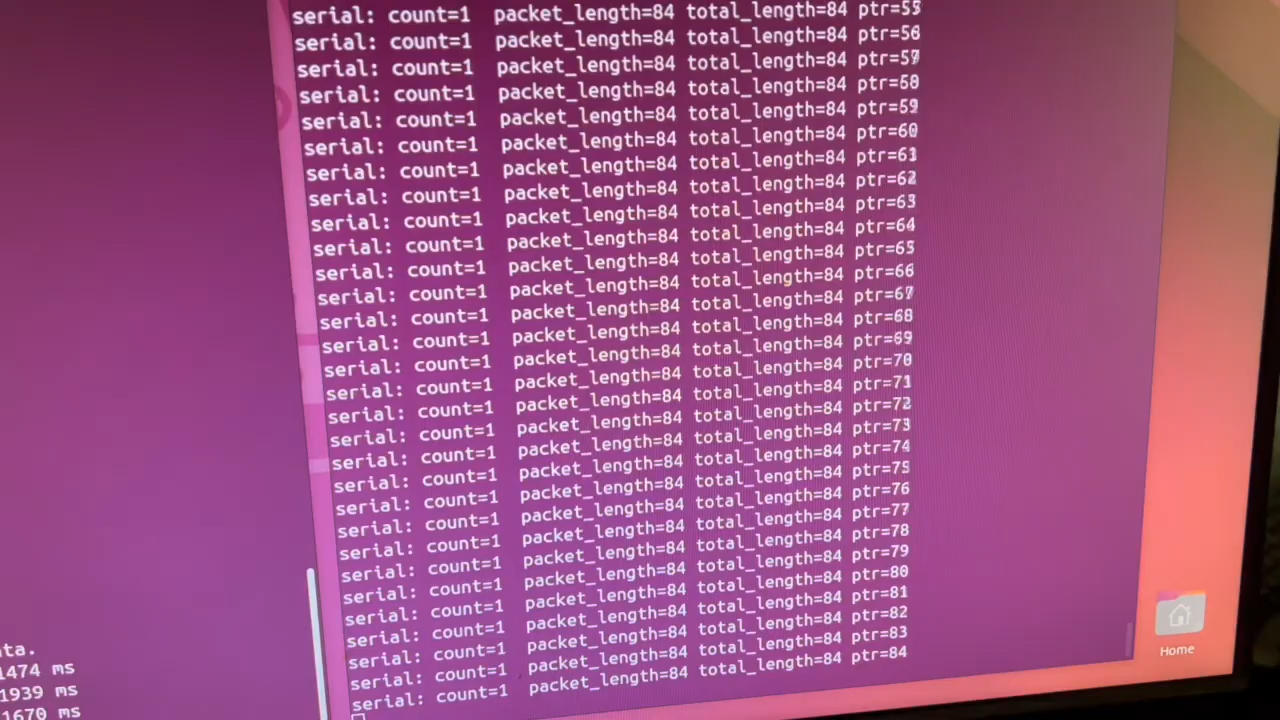 serial: count=1  packet_length=84 total_length=84 ptr=55
serial: count=1  packet_length=84 total_length=84 ptr=56
serial: count=1  packet_length=84 total_length=84 ptr=57
serial: count=1  packet_length=84 total_length=84 ptr=58
serial: count=1  packet_length=84 total_length=84 ptr=59
serial: count=1  packet_length=84 total_length=84 ptr=60
serial: count=1  packet_length=84 total_length=84 ptr=61
serial: count=1  packet_length=84 total_length=84 ptr=62
serial: count=1  packet_length=84 total_length=84 ptr=63
serial: count=1  packet_length=84 total_length=84 ptr=64
serial: count=1  packet_length=84 total_length=84 ptr=65
serial: count=1  packet_length=84 total_length=84 ptr=66
serial: count=1  packet_length=84 total_length=84 ptr=67
serial: count=1  packet_length=84 total_length=84 ptr=68
serial: count=1  packet_length=84 total_length=84 ptr=69
serial: count=1  packet_length=84 total_length=84 ptr=70
serial: count=1  packet_length=84 total_length=84 ptr=71
serial: count=1  packet_length=84 total_length=84 ptr=72
serial: count=1  packet_length=84 total_length=84 ptr=73
serial: count=1  packet_length=84 total_length=84 ptr=74
serial: count=1  packet_length=84 total_length=84 ptr=75
serial: count=1  packet_length=84 total_length=84 ptr=76
serial: count=1  packet_length=84 total_length=84 ptr=77
serial: count=1  packet_length=84 total_length=84 ptr=78
serial: count=1  packet_length=84 total_length=84 ptr=79
serial: count=1  packet_length=84 total_length=84 ptr=80
serial: count=1  packet_length=84 total_length=84 ptr=81
serial: count=1  packet_length=84 total_length=84 ptr=82
serial: count=1  packet_length=84 total_length=84 ptr=83
serial: count=1  packet_length=84 total_length=84 ptr=84
ta.
1474 ms
1939 ms
1670 ms
Home